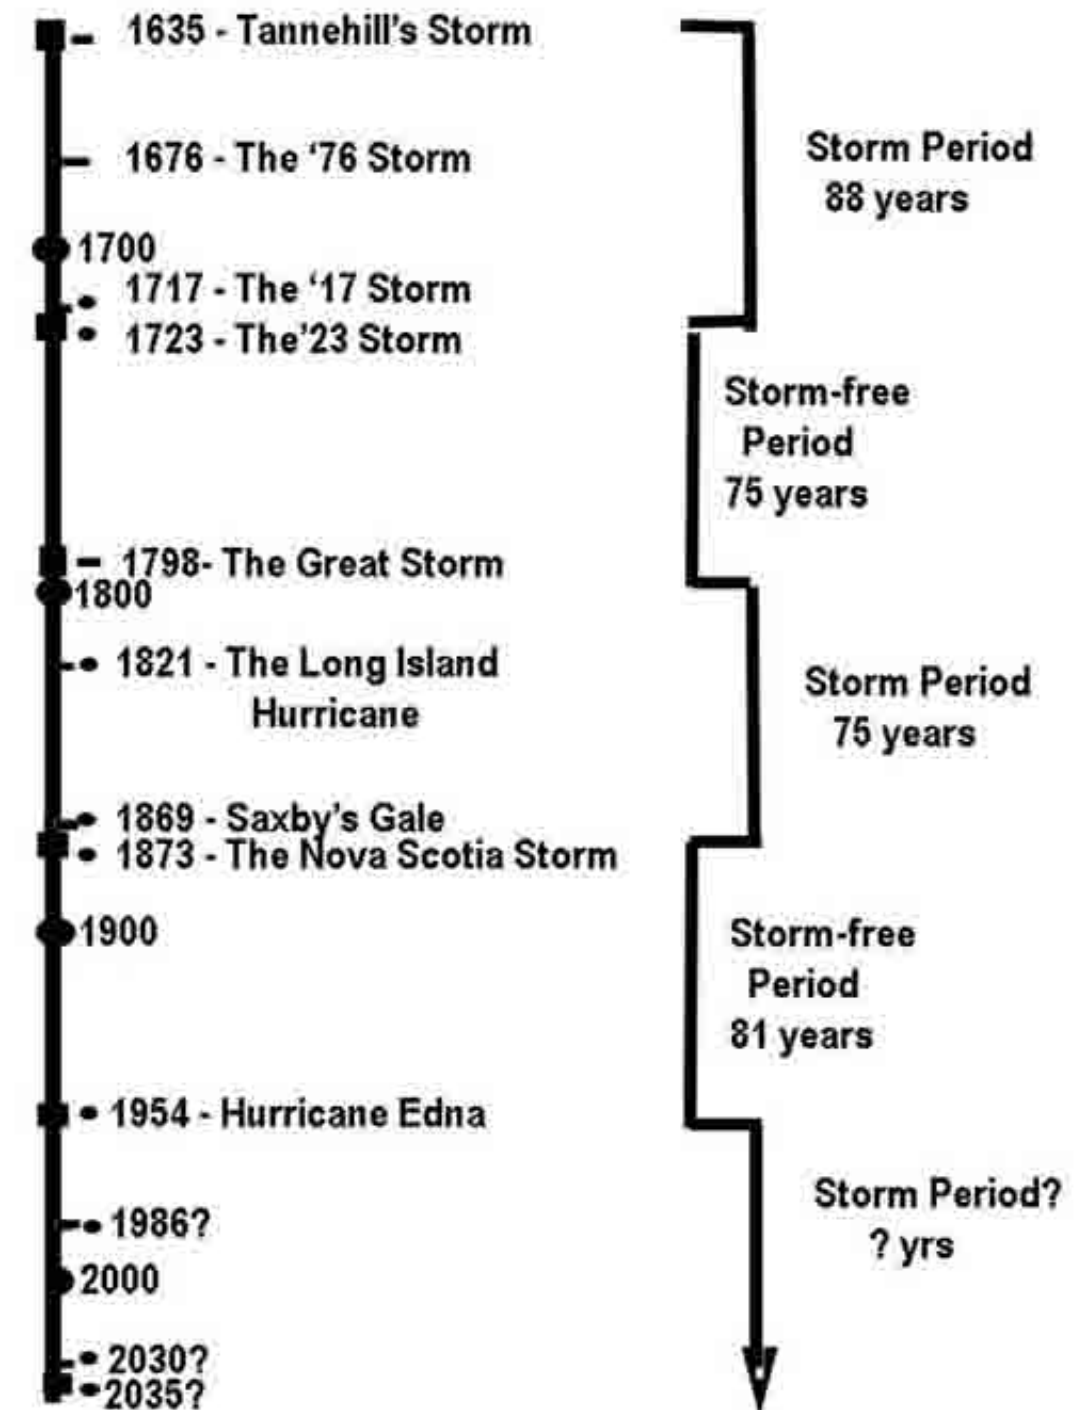 1635 - Tannehill's Storm
1676 - The '76 Storm
Storm Period
88 years
1700
1717 - The '17 Storm
1723 - The'23 Storm
Storm-free
Period
75 years
1798- The Great Storm
1800
1821 - The Long Island
Hurricane
Storm Period
75 years
1869 - Saxby's Gale
1873 - The Nova Scotia Storm
1900
Storm-free
Period
81 years
1954 - Hurricane Edna
1986?
Storm Period?
? yrs
2000
2030?
2035?